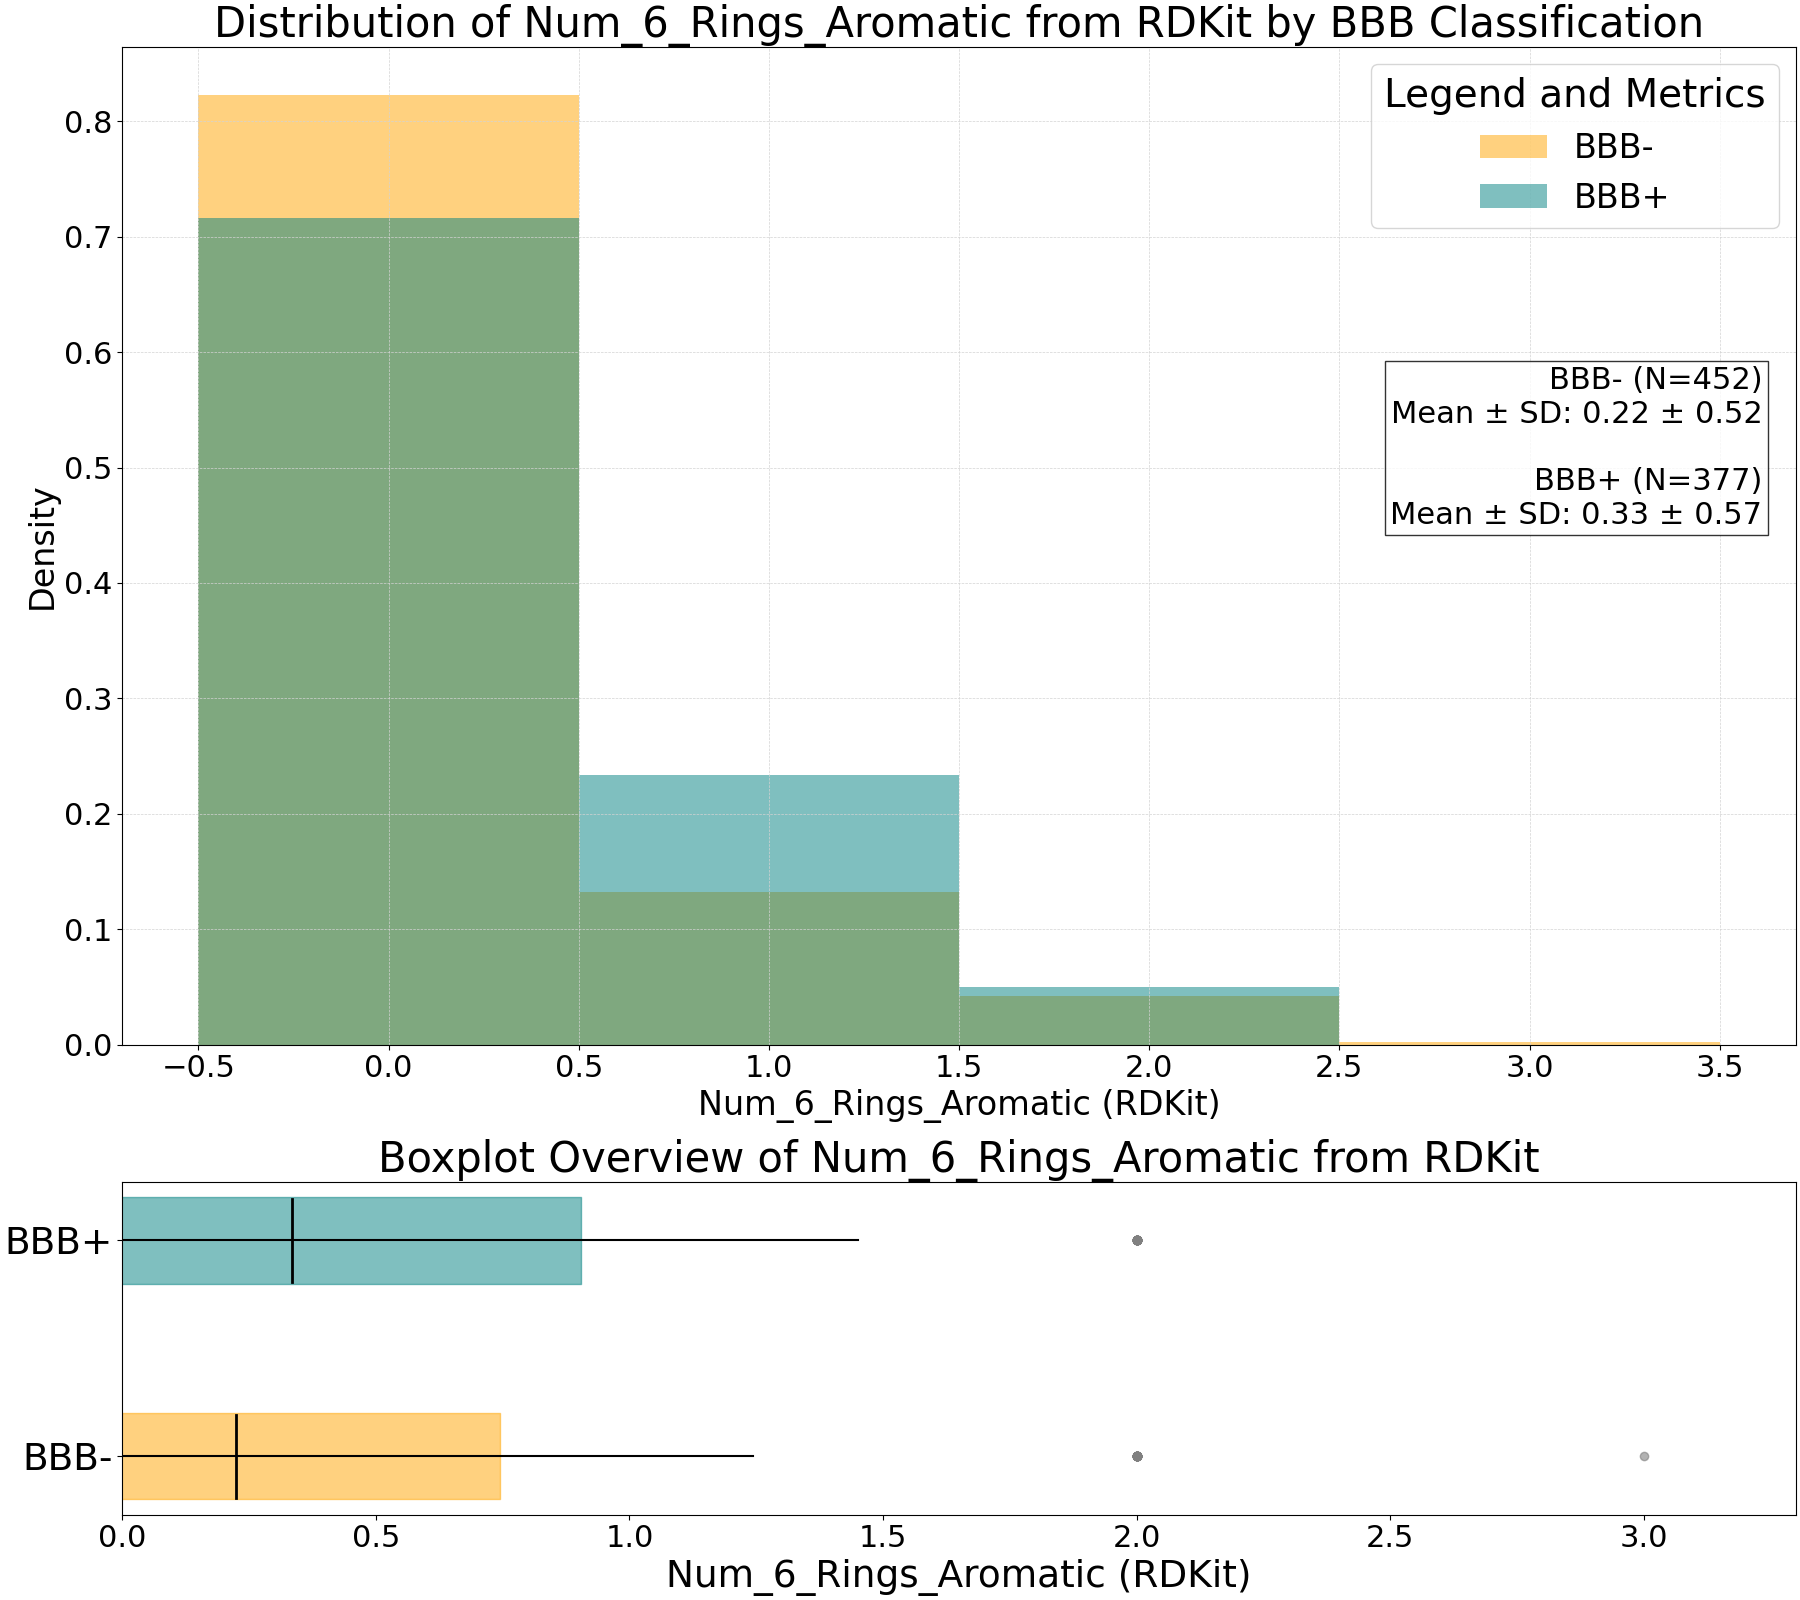 Distribution of Num_6_Rings_Aromatic from RDKit by BBB Classification
Legend and Metrics
BBB-
BBB+
BBB- (N=452)
Mean ± SD: 0.22 ± 0.52
BBB+ (N=377)
Mean ± SD: 0.33 ± 0.57
Density
0.8
0.7
0.6
0.5
0.4
0.3
0.2
0.1
0.0
−0.5 0.0 0.5 1.0 1.5 2.0 2.5 3.0 3.5
Num_6_Rings_Aromatic (RDKit)
Boxplot Overview of Num_6_Rings_Aromatic from RDKit
BBB+
BBB-
0.0 0.5 1.0 1.5 2.0 2.5 3.0
Num_6_Rings_Aromatic (RDKit)